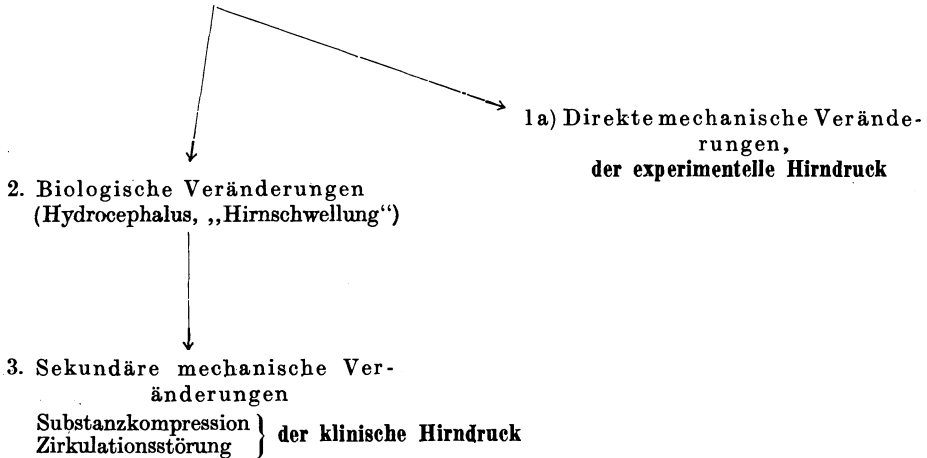 1a) Direkte mechanische Verände-
rungen,
der experimentelle Hirndruck
2. Biologische Veränderungen
(Hydrocephalus, „Hirnschwellung“)
3. Sekundäre mechanische Ver-
änderungen
Substanzkompression
Zirkulationsstörung } der klinische Hirndruck